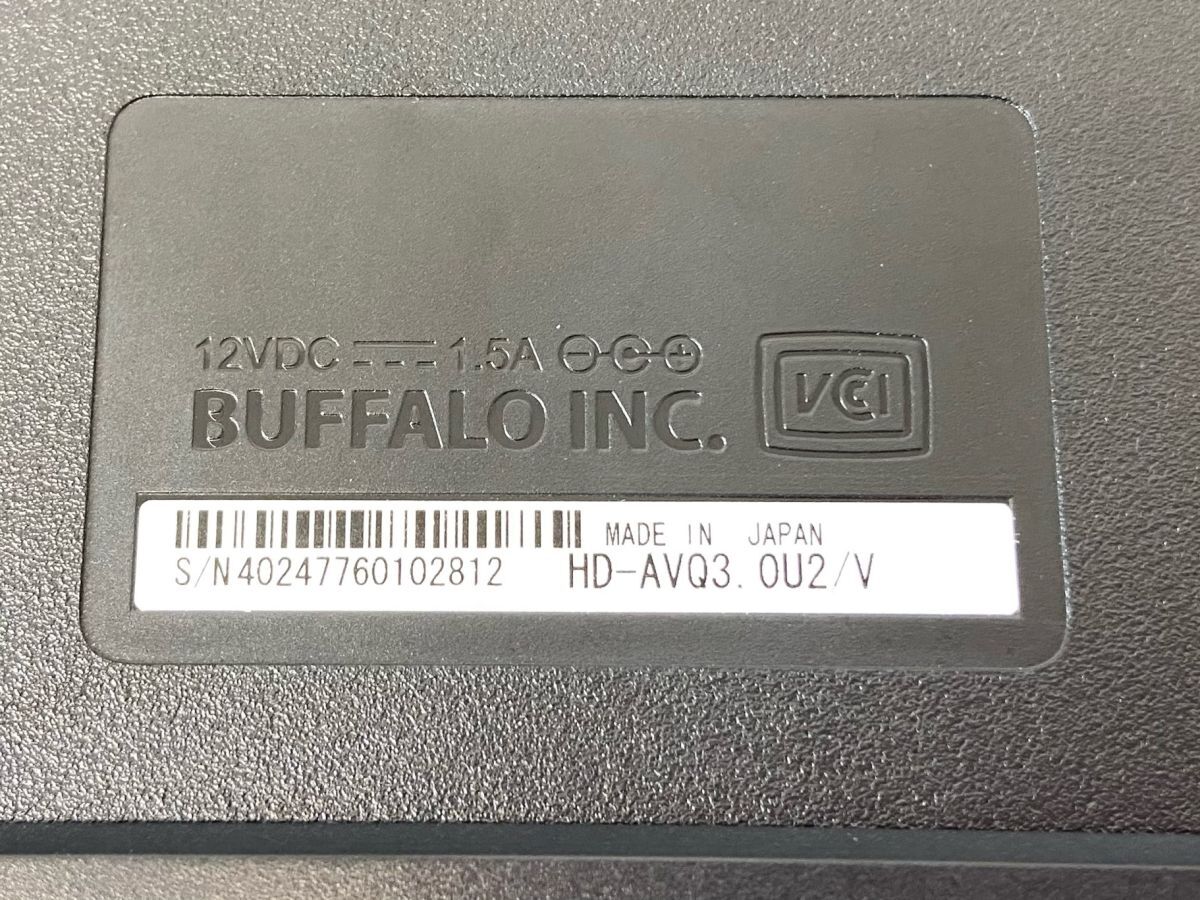 12VDC 1.5A
BUFFALO INC.
VCI
MADE IN JAPAN
S/N40247760102812 HD-AVQ3.0U2/V